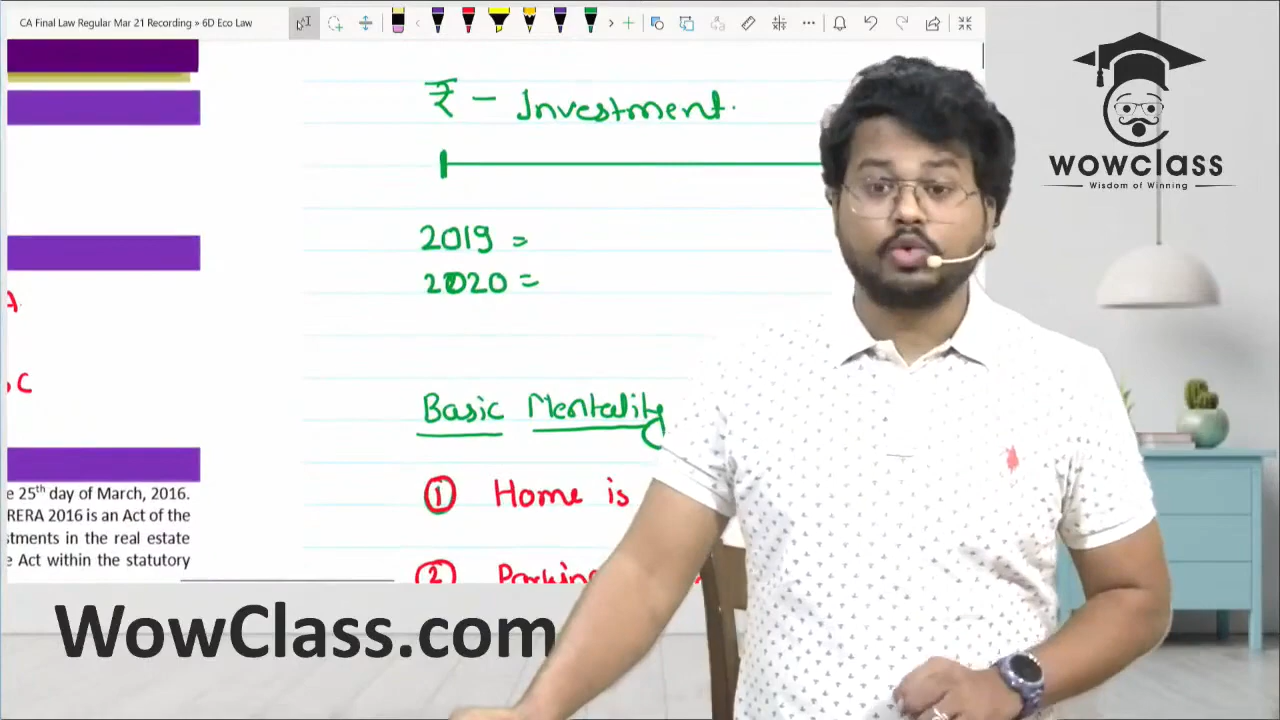 CA Final Law Regular Mar 21 Recording » 6D Eco Law
₹ - Investment.
2019 =
2020 =
Basic Mentality
① Home is
②
A
C
e 25th day of March, 2016.
RERA 2016 is an Act of the
stments in the real estate
e Act within the statutory
WowClass.com
wowclass
Wisdom of Winning